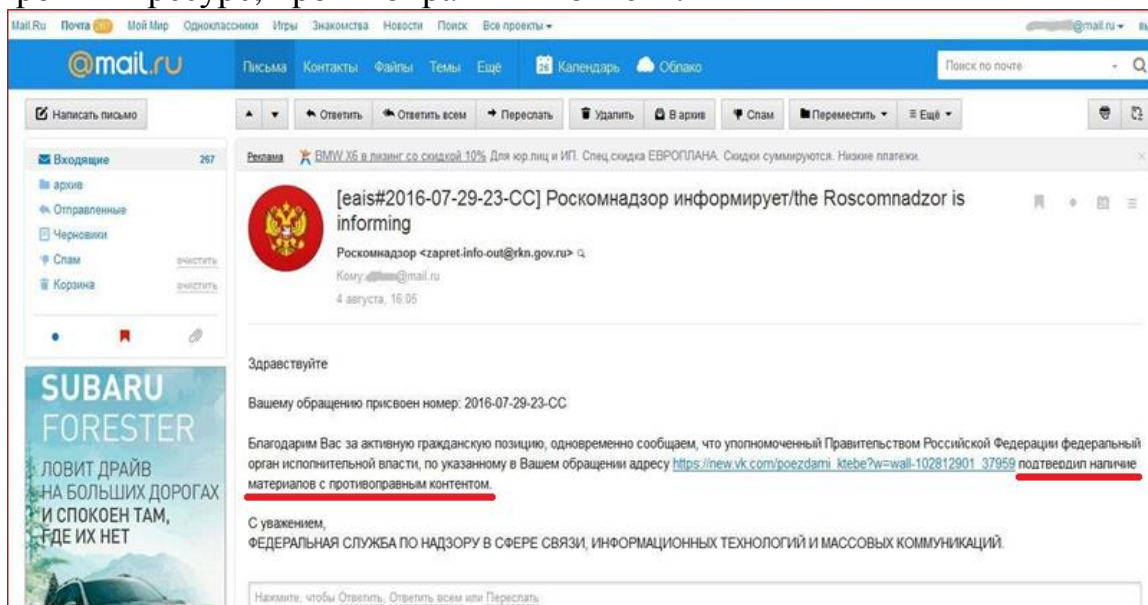 Mail.Ru Почта Мой Мир Одноклассники Игры Знакомства Новости Поиск Все проекты @mail.ru
@mail.ru Письма Контакты Файлы Темы Ещё 26 Календарь Облако Поиск по почте
Написать письмо Ответить Ответить всем Переслать Удалить В архив Спам Переместить Ещё
Входящие 267
архив
Отправленные
Черновики
Спам очистить
Корзина очистить
SUBARU
FORESTER
ЛОВИТ ДРАЙВ
НА БОЛЬШИХ ДОРОГАХ
И СПОКОЕН ТАМ,
ГДЕ ИХ НЕТ
Реклама BMW X6 в лизинг со скидкой 10% Для юр.лиц и ИП. Спец.скидка ЕВРОПЛАНА. Скидки суммируются. Низкие платежи.
[eais#2016-07-29-23-CC] Роскомнадзор информирует/the Roscomnadzor is
informing
Роскомнадзор <zapret-info-out@rkn.gov.ru>
Кому: @mail.ru
4 августа, 16:05
Здравствуйте
Вашему обращению присвоен номер: 2016-07-29-23-CC
Благодарим Вас за активную гражданскую позицию, одновременно сообщаем, что уполномоченный Правительством Российской Федерации федеральный
орган исполнительной власти, по указанному в Вашем обращении адресу https://new.vk.com/poezdami_ktebe?w=wall-102812901_37959 подтвердил наличие
материалов с противоправным контентом.
С уважением,
ФЕДЕРАЛЬНАЯ СЛУЖБА ПО НАДЗОРУ В СФЕРЕ СВЯЗИ, ИНФОРМАЦИОННЫХ ТЕХНОЛОГИЙ И МАССОВЫХ КОММУНИКАЦИЙ.
Нажмите, чтобы Ответить, Ответить всем или Переслать